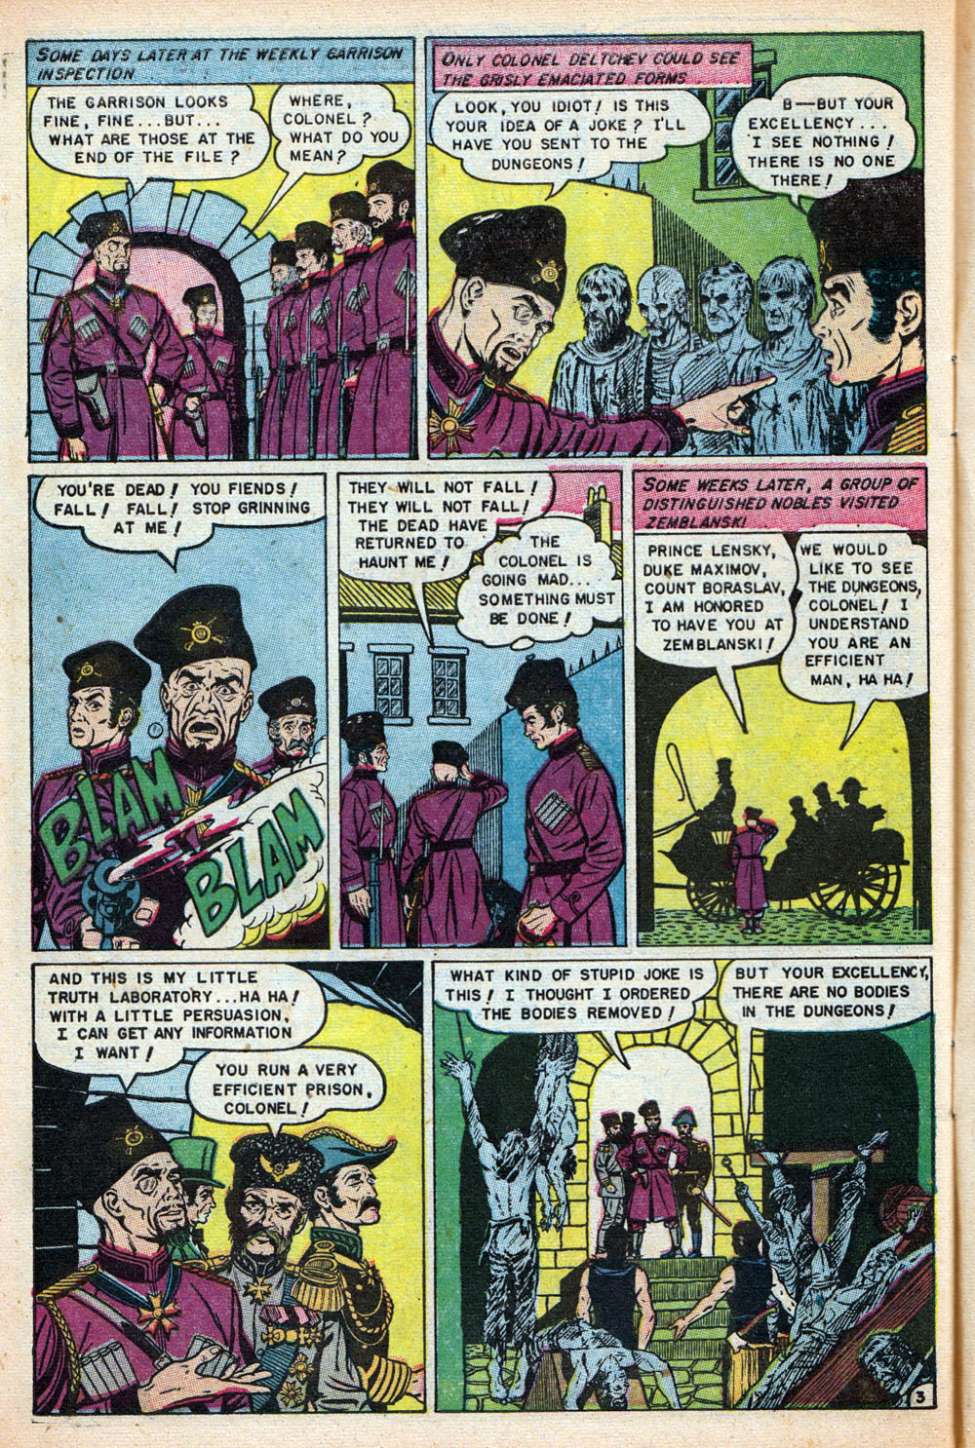 SOME DAYS LATER AT THE WEEKLY GARRISON
INSPECTION
THE GARRISON LOOKS
FINE, FINE...BUT...
WHAT ARE THOSE AT THE
END OF THE FILE?
WHERE,
COLONEL?
WHAT DO YOU
MEAN?
ONLY COLONEL DELTCHEV COULD SEE
THE GRISLY EMACIATED FORMS
LOOK, YOU IDIOT! IS THIS
YOUR IDEA OF A JOKE? I'LL
HAVE YOU SENT TO THE
DUNGEONS!
B—BUT YOUR
EXCELLENCY...
I SEE NOTHING!
THERE IS NO ONE
THERE!
YOU'RE DEAD! YOU FIENDS!
FALL! FALL! STOP GRINNING
AT ME!
BLAM
BLAM
THEY WILL NOT FALL!
THEY WILL NOT FALL!
THE DEAD HAVE
RETURNED TO
HAUNT ME!
THE
COLONEL IS
GOING MAD...
SOMETHING MUST
BE DONE!
SOME WEEKS LATER, A GROUP OF
DISTINGUISHED NOBLES VISITED
ZEMBLANSKI
PRINCE LENSKY,
DUKE MAXIMOV,
COUNT BORASLAV,
I AM HONORED
TO HAVE YOU AT
ZEMBLANSKI!
WE WOULD
LIKE TO SEE
THE DUNGEONS,
COLONEL! I
UNDERSTAND
YOU ARE AN
EFFICIENT
MAN, HA HA!
AND THIS IS MY LITTLE
TRUTH LABORATORY...HA HA!
WITH A LITTLE PERSUASION,
I CAN GET ANY INFORMATION
I WANT!
YOU RUN A VERY
EFFICIENT PRISON,
COLONEL!
WHAT KIND OF STUPID JOKE IS
THIS! I THOUGHT I ORDERED
THE BODIES REMOVED!
BUT YOUR EXCELLENCY,
THERE ARE NO BODIES
IN THE DUNGEONS!
3